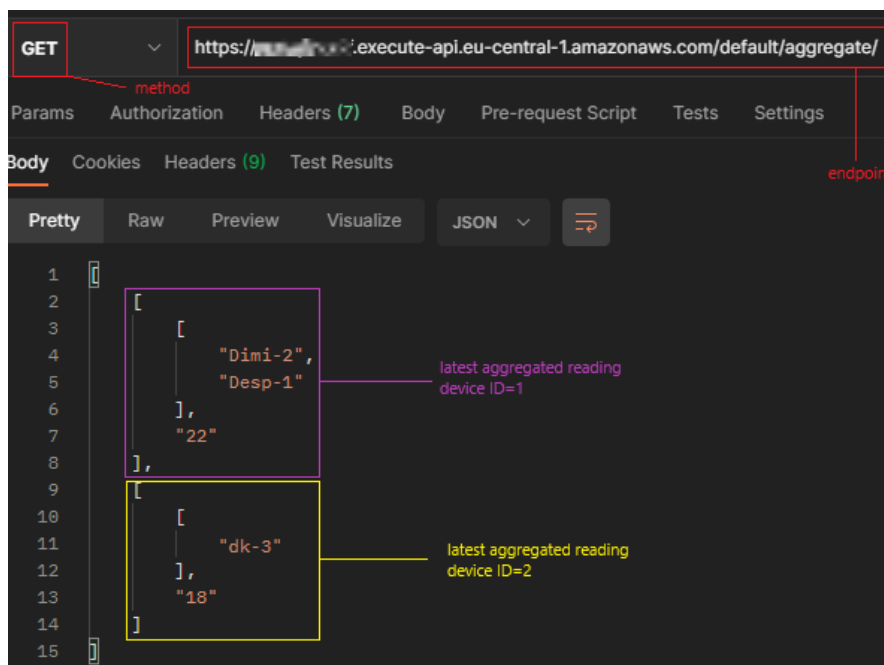 GET https:// .execute-api.eu-central-1.amazonaws.com/default/aggregate/
method
Params Authorization Headers (7) Body Pre-request Script Tests Settings
Body Cookies Headers (9) Test Results
endpoin
Pretty Raw Preview Visualize JSON
1 [
2 [
3 [
4 "Dimi-2",
5 "Desp-1"
6 ],
7 "22"
8 ],
latest aggregated reading
device ID=1
9 [
10 [
11 "dk-3"
12 ],
13 "18"
14 ]
15 ]
latest aggregated reading
device ID=2